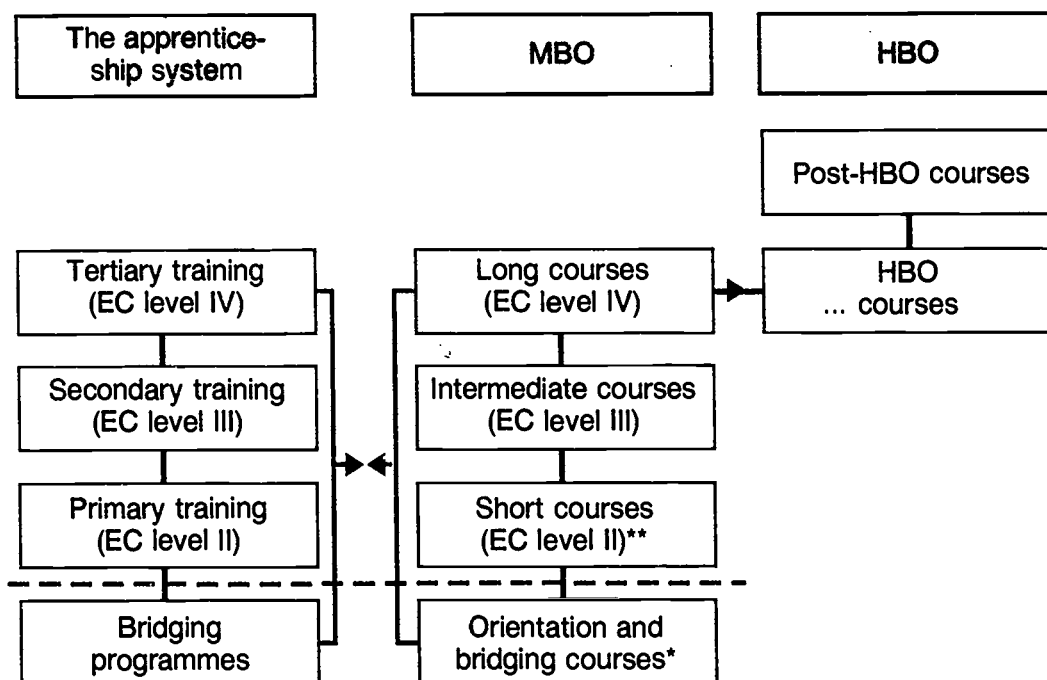 The apprentice-
ship system
MBO
HBO
Post-HBO courses
Tertiary training
(EC level IV)
Long courses
(EC level IV)
HBO
... courses
Secondary training
(EC level III)
Intermediate courses
(EC level III)
Primary training
(EC level II)
Short courses
(EC level II)**
Bridging
programmes
Orientation and
bridging courses*